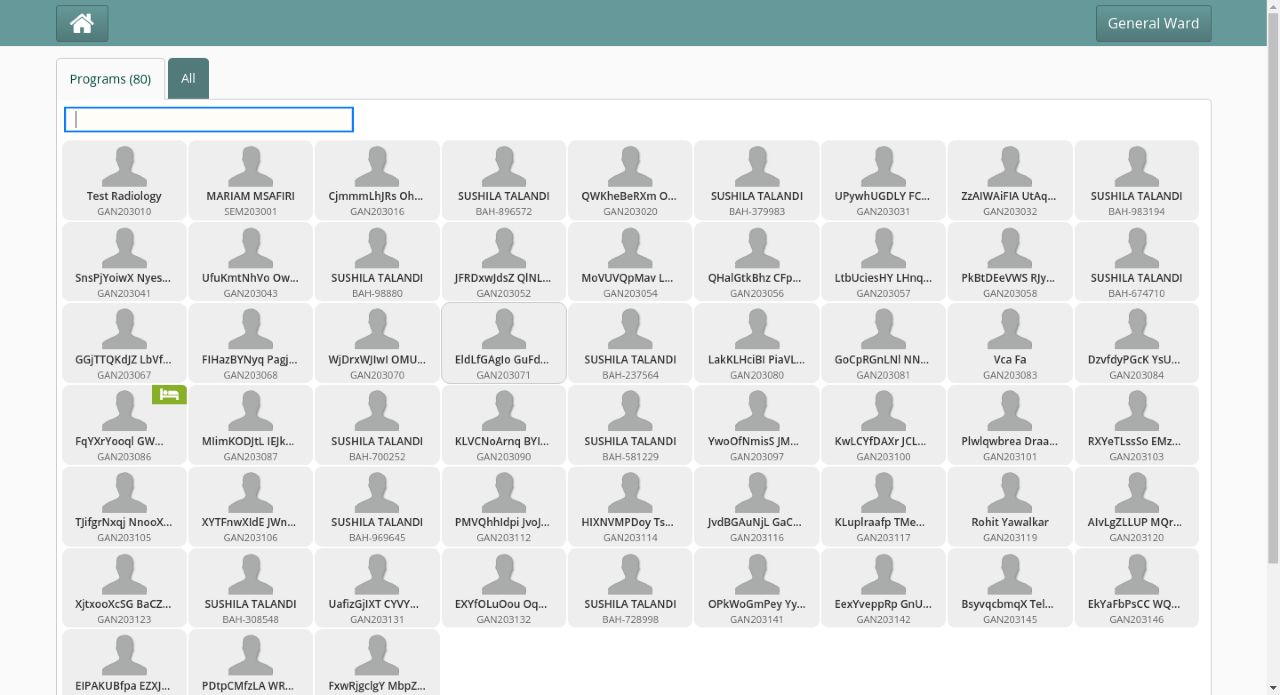 General Ward
Programs (80)
All
Test Radiology
GAN203010
MARIAM MSAFIRI
SEM203001
CjmmmLhJRs Oh...
GAN203016
SUSHILA TALANDI
BAH-896572
QWKheBeRXm O...
GAN203020
SUSHILA TALANDI
BAH-379983
UPywhUGDLY FC...
GAN203031
ZzAIWAiFIA UtAq...
GAN203032
SUSHILA TALANDI
BAH-983194
SnsPjYoiwX Nyes...
GAN203041
UfuKmtNhVo Ow...
GAN203043
SUSHILA TALANDI
BAH-98880
JFRDxwJdsZ QlNL...
GAN203052
MoVUVQpMav L...
GAN203054
QHalGtkBhz CFp...
GAN203056
LtbUciesHY LHnq...
GAN203057
PkBtDEeVWS RJy...
GAN203058
SUSHILA TALANDI
BAH-674710
GGjTTQKdJZ LbVf...
GAN203067
FIHazBYNyq Pagj...
GAN203068
WjDrxWJIwI OMU...
GAN203070
EldLfGAgIo GuFd...
GAN203071
SUSHILA TALANDI
BAH-237564
LakKLHciBI PiaVL...
GAN203080
GoCpRGnLNl NN...
GAN203081
Vca Fa
GAN203083
DzvfdyPGcK YsU...
GAN203084
FqYXrYooql GW...
GAN203086
MIimKODJtL IEJk...
GAN203087
SUSHILA TALANDI
BAH-700252
KLVCNoArnq BYI...
GAN203090
SUSHILA TALANDI
BAH-581229
YwoOfNmisS JM...
GAN203097
KwLCYfDAXr JCL...
GAN203100
Plwlqwbrea Draa...
GAN203101
RXYeTLssSo EMz...
GAN203103
TJifgrNxqj NnooX...
GAN203105
XYTFnwXIdE JWn...
GAN203106
SUSHILA TALANDI
BAH-969645
PMVQhhIdpi JvoJ...
GAN203112
HIXNVMPDoy Ts...
GAN203114
JvdBGAuNjL GaC...
GAN203116
KLuplraafp TMe...
GAN203117
Rohit Yawalkar
GAN203119
AIvLgZLLUP MQr...
GAN203120
XjtxooXcSG BaCZ...
GAN203123
SUSHILA TALANDI
BAH-308548
UafizGjIXT CYVY...
GAN203131
EXYfOLuOou Oq...
GAN203132
SUSHILA TALANDI
BAH-728998
OPkWoGmPey Yy...
GAN203141
EexYveppRp GnU...
GAN203142
BsyvqcbmqX Tel...
GAN203145
EkYaFbPsCC WQ...
GAN203146
EIPAKUBfpa EZXJ...
PDtpCMfzLA WR...
FxwRjgclgY MbpZ...